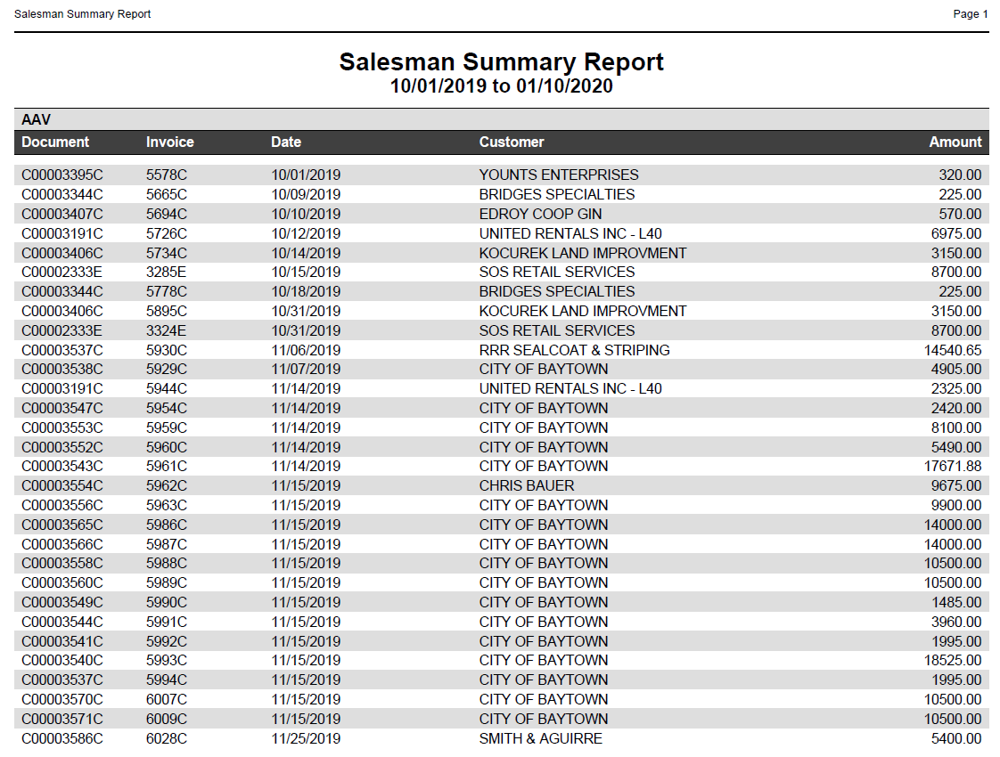 Salesman Summary Report Page 1
Salesman Summary Report
10/01/2019 to 01/10/2020
AAV
Document Invoice Date Customer Amount
C00003395C 5578C 10/01/2019 YOUNTS ENTERPRISES 320.00
C00003344C 5665C 10/09/2019 BRIDGES SPECIALTIES 225.00
C00003407C 5694C 10/10/2019 EDROY COOP GIN 570.00
C00003191C 5726C 10/12/2019 UNITED RENTALS INC - L40 6975.00
C00003406C 5734C 10/14/2019 KOCUREK LAND IMPROVMENT 3150.00
C00002333E 3285E 10/15/2019 SOS RETAIL SERVICES 8700.00
C00003344C 5778C 10/18/2019 BRIDGES SPECIALTIES 225.00
C00003406C 5895C 10/31/2019 KOCUREK LAND IMPROVMENT 3150.00
C00002333E 3324E 10/31/2019 SOS RETAIL SERVICES 8700.00
C00003537C 5930C 11/06/2019 RRR SEALCOAT & STRIPING 14540.65
C00003538C 5929C 11/07/2019 CITY OF BAYTOWN 4905.00
C00003191C 5944C 11/14/2019 UNITED RENTALS INC - L40 2325.00
C00003547C 5954C 11/14/2019 CITY OF BAYTOWN 2420.00
C00003553C 5959C 11/14/2019 CITY OF BAYTOWN 8100.00
C00003552C 5960C 11/14/2019 CITY OF BAYTOWN 5490.00
C00003543C 5961C 11/14/2019 CITY OF BAYTOWN 17671.88
C00003554C 5962C 11/15/2019 CHRIS BAUER 9675.00
C00003556C 5963C 11/15/2019 CITY OF BAYTOWN 9900.00
C00003565C 5986C 11/15/2019 CITY OF BAYTOWN 14000.00
C00003566C 5987C 11/15/2019 CITY OF BAYTOWN 14000.00
C00003558C 5988C 11/15/2019 CITY OF BAYTOWN 10500.00
C00003560C 5989C 11/15/2019 CITY OF BAYTOWN 10500.00
C00003549C 5990C 11/15/2019 CITY OF BAYTOWN 1485.00
C00003544C 5991C 11/15/2019 CITY OF BAYTOWN 3960.00
C00003541C 5992C 11/15/2019 CITY OF BAYTOWN 1995.00
C00003540C 5993C 11/15/2019 CITY OF BAYTOWN 18525.00
C00003537C 5994C 11/15/2019 CITY OF BAYTOWN 1995.00
C00003570C 6007C 11/15/2019 CITY OF BAYTOWN 10500.00
C00003571C 6009C 11/15/2019 CITY OF BAYTOWN 10500.00
C00003586C 6028C 11/25/2019 SMITH & AGUIRRE 5400.00